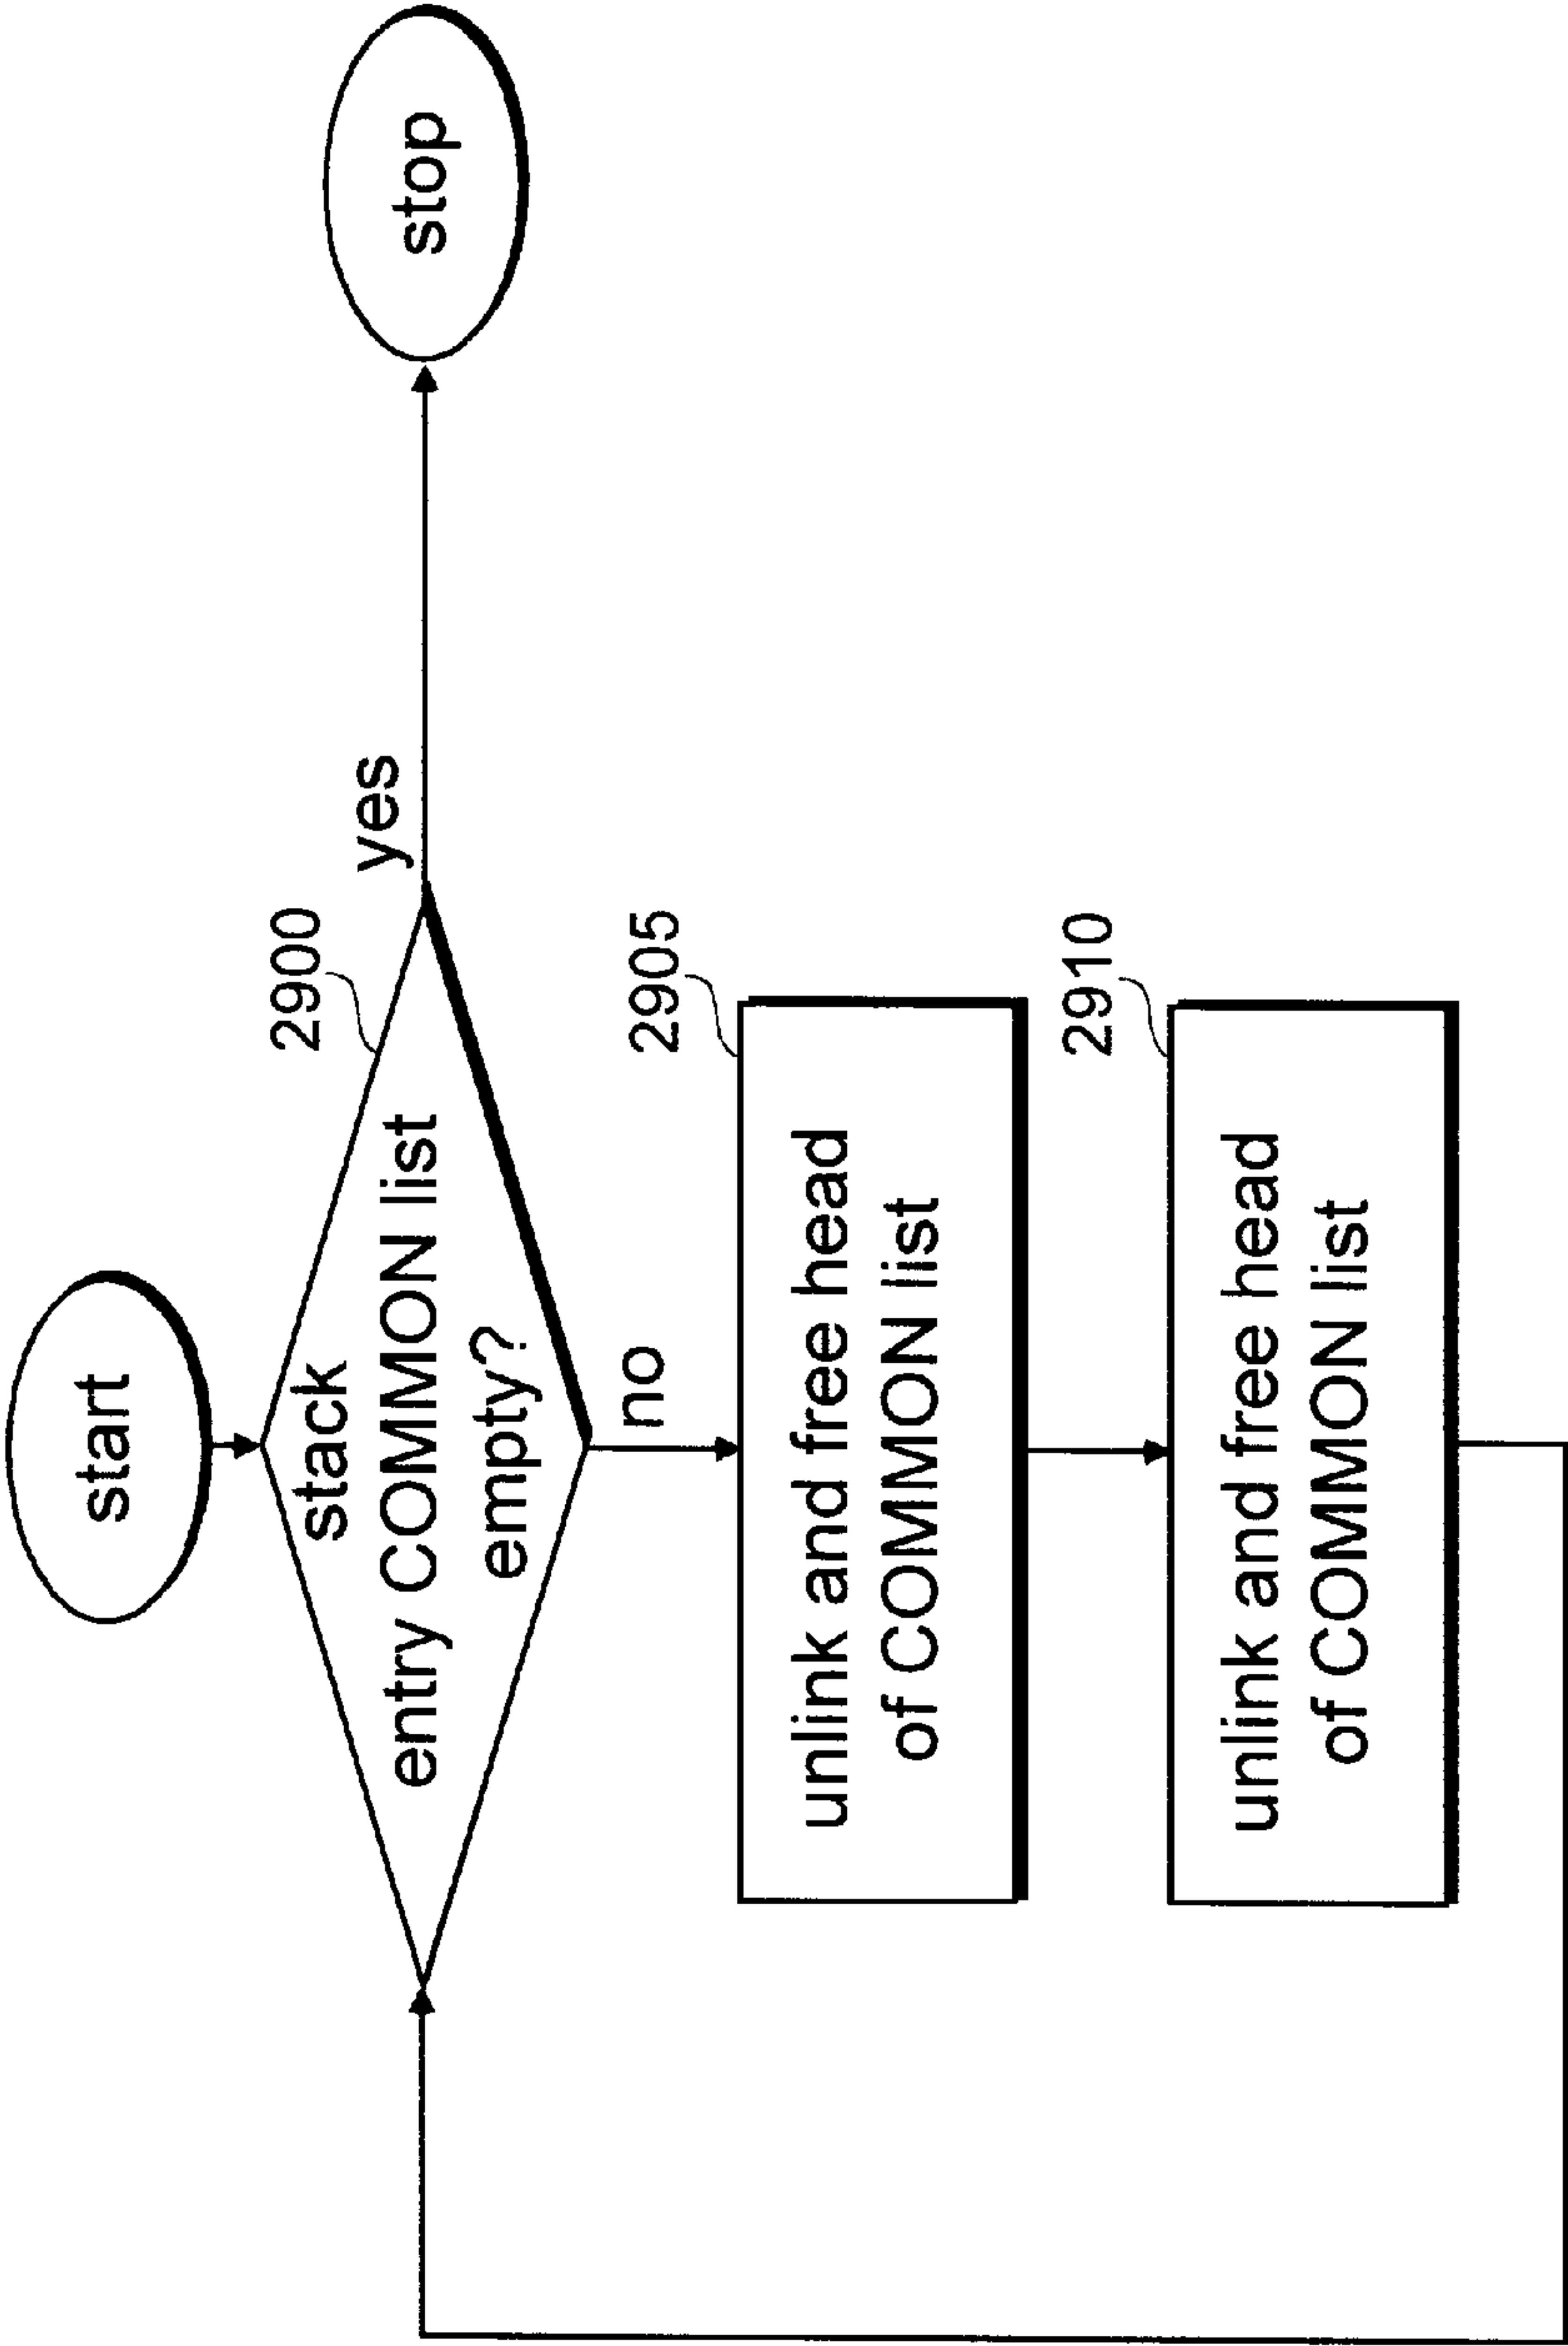 start
2900
stack
entry COMMON list
empty?
yes
stop
no
2905
unlink and free head
of COMMON list
2910
unlink and free head
of COMMON list